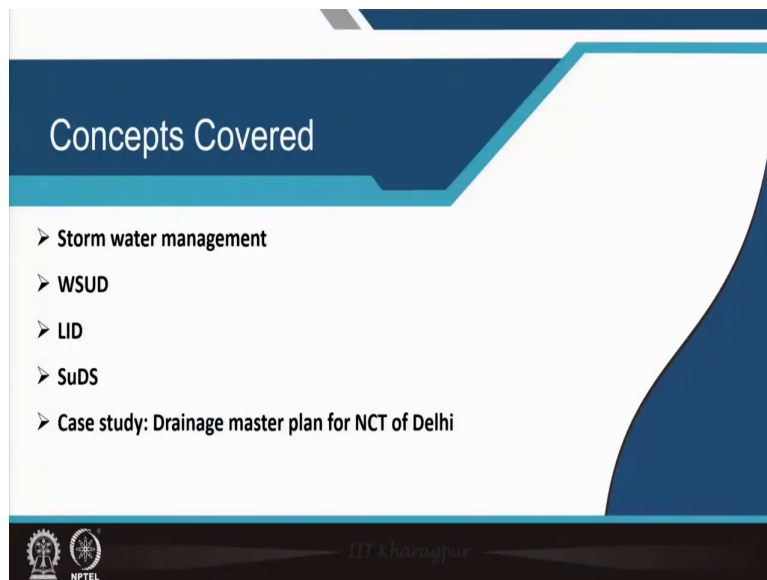 Concepts Covered
➤ Storm water management
➤ WSUD
➤ LID
➤ SuDS
➤ Case study: Drainage master plan for NCT of Delhi
IIT Kharagpur
NPTEL